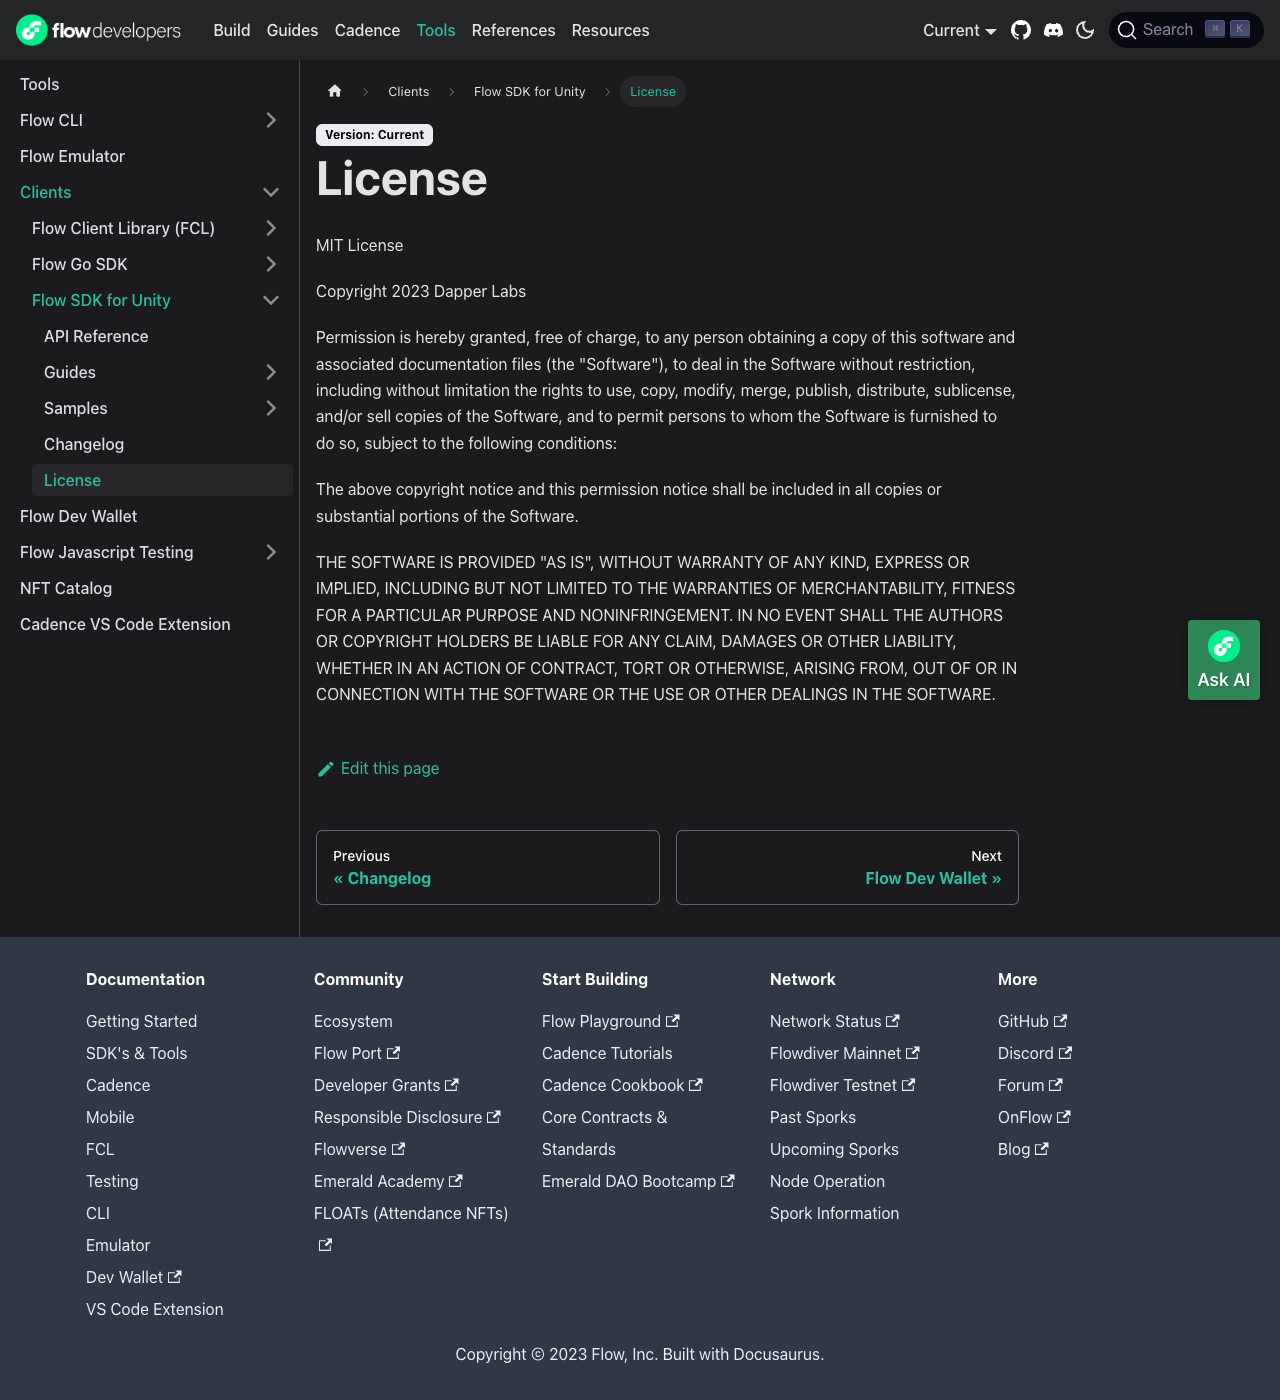 flowdevelopers Build Guides Cadence Tools References Resources Current Search ⌘ K
Tools
Flow CLI
Flow Emulator
Clients
Flow Client Library (FCL)
Flow Go SDK
Flow SDK for Unity
API Reference
Guides
Samples
Changelog
License
Flow Dev Wallet
Flow Javascript Testing
NFT Catalog
Cadence VS Code Extension
Clients Flow SDK for Unity License
Version: Current
License
MIT License
Copyright 2023 Dapper Labs
Permission is hereby granted, free of charge, to any person obtaining a copy of this software and
associated documentation files (the "Software"), to deal in the Software without restriction,
including without limitation the rights to use, copy, modify, merge, publish, distribute, sublicense,
and/or sell copies of the Software, and to permit persons to whom the Software is furnished to
do so, subject to the following conditions:
The above copyright notice and this permission notice shall be included in all copies or
substantial portions of the Software.
THE SOFTWARE IS PROVIDED "AS IS", WITHOUT WARRANTY OF ANY KIND, EXPRESS OR
IMPLIED, INCLUDING BUT NOT LIMITED TO THE WARRANTIES OF MERCHANTABILITY, FITNESS
FOR A PARTICULAR PURPOSE AND NONINFRINGEMENT. IN NO EVENT SHALL THE AUTHORS
OR COPYRIGHT HOLDERS BE LIABLE FOR ANY CLAIM, DAMAGES OR OTHER LIABILITY,
WHETHER IN AN ACTION OF CONTRACT, TORT OR OTHERWISE, ARISING FROM, OUT OF OR IN
CONNECTION WITH THE SOFTWARE OR THE USE OR OTHER DEALINGS IN THE SOFTWARE.
Ask AI
Edit this page
Previous
« Changelog
Next
Flow Dev Wallet »
Documentation
Getting Started
SDK's & Tools
Cadence
Mobile
FCL
Testing
CLI
Emulator
Dev Wallet
VS Code Extension
Community
Ecosystem
Flow Port
Developer Grants
Responsible Disclosure
Flowverse
Emerald Academy
FLOATs (Attendance NFTs)
Start Building
Flow Playground
Cadence Tutorials
Cadence Cookbook
Core Contracts &
Standards
Emerald DAO Bootcamp
Network
Network Status
Flowdiver Mainnet
Flowdiver Testnet
Past Sporks
Upcoming Sporks
Node Operation
Spork Information
More
GitHub
Discord
Forum
OnFlow
Blog
Copyright © 2023 Flow, Inc. Built with Docusaurus.